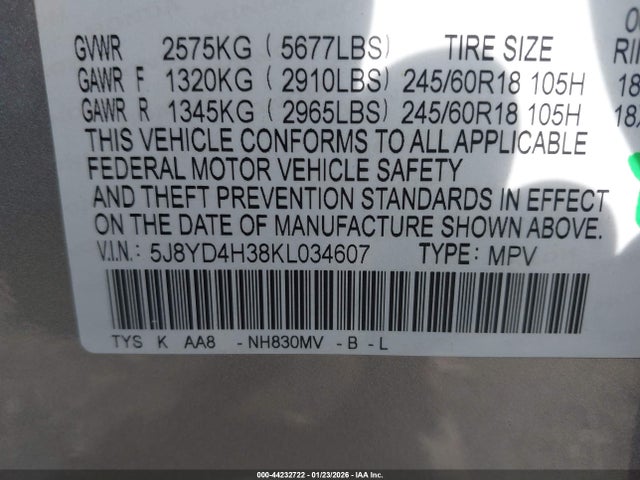 GVWR 2575KG ( 5677LBS) TIRE SIZE
GAWR F 1320KG ( 2910LBS) 245/60R18 105H 18
GAWR R 1345KG ( 2965LBS) 245/60R18 105H 18
THIS VEHICLE CONFORMS TO ALL APPLICABLE
FEDERAL MOTOR VEHICLE SAFETY
AND THEFT PREVENTION STANDARDS IN EFFECT
ON THE DATE OF MANUFACTURE SHOWN ABOVE.
V.I.N.: 5J8YD4H38KL034607 TYPE: MPV
TYS K AA8 - NH830MV - B - L
000-44232722 - 01/23/2026 - IAA Inc.